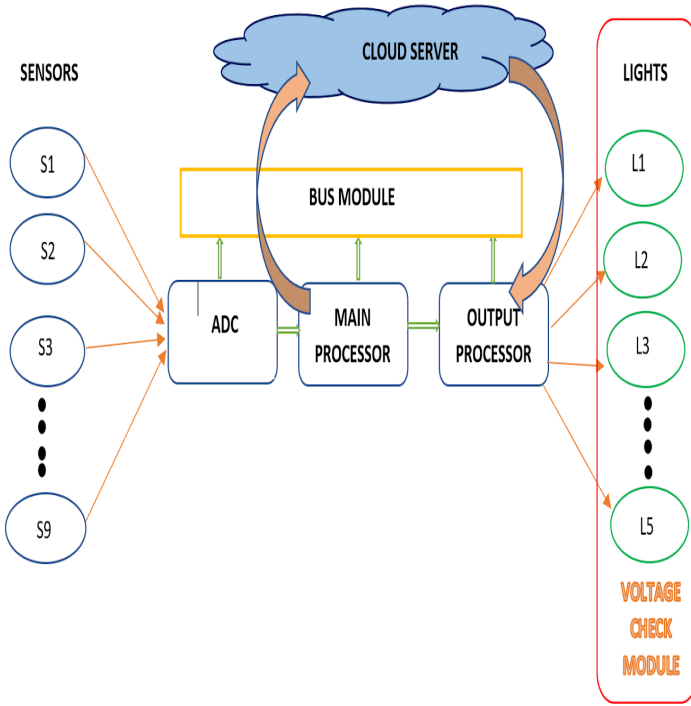 CLOUD SERVER
SENSORS
LIGHTS
S1
L1
BUS MODULE
S2
L2
ADC
MAIN
PROCESSOR
OUTPUT
PROCESSOR
S3
L3
S9
L5
VOLTAGE
CHECK
MODULE